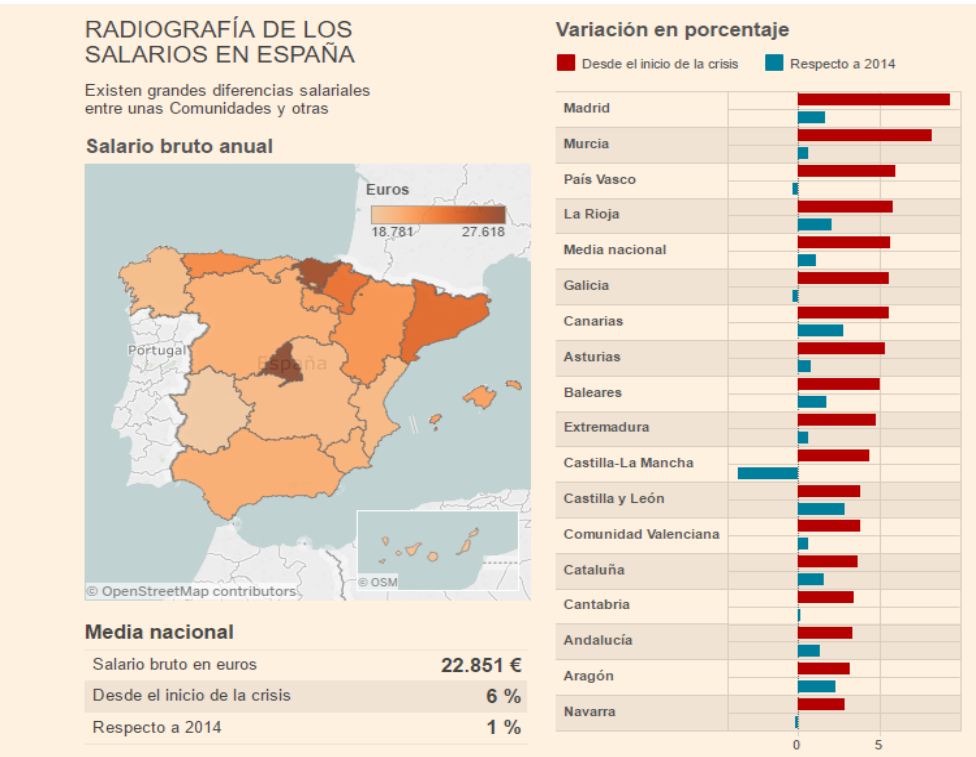 RADIOGRAFÍA DE LOS
SALARIOS EN ESPAÑA
Existen grandes diferencias salariales
entre unas Comunidades y otras
Salario bruto anual
Euros
18.781
27.618
Portugal
España
© OSM
© OpenStreetMap contributors
Media nacional
Salario bruto en euros 22.851 €
Desde el inicio de la crisis 6 %
Respecto a 2014 1 %
Variación en porcentaje
Desde el inicio de la crisis Respecto a 2014
Madrid
Murcia
País Vasco
La Rioja
Media nacional
Galicia
Canarias
Asturias
Baleares
Extremadura
Castilla-La Mancha
Castilla y León
Comunidad Valenciana
Cataluña
Cantabria
Andalucía
Aragón
Navarra
0 5